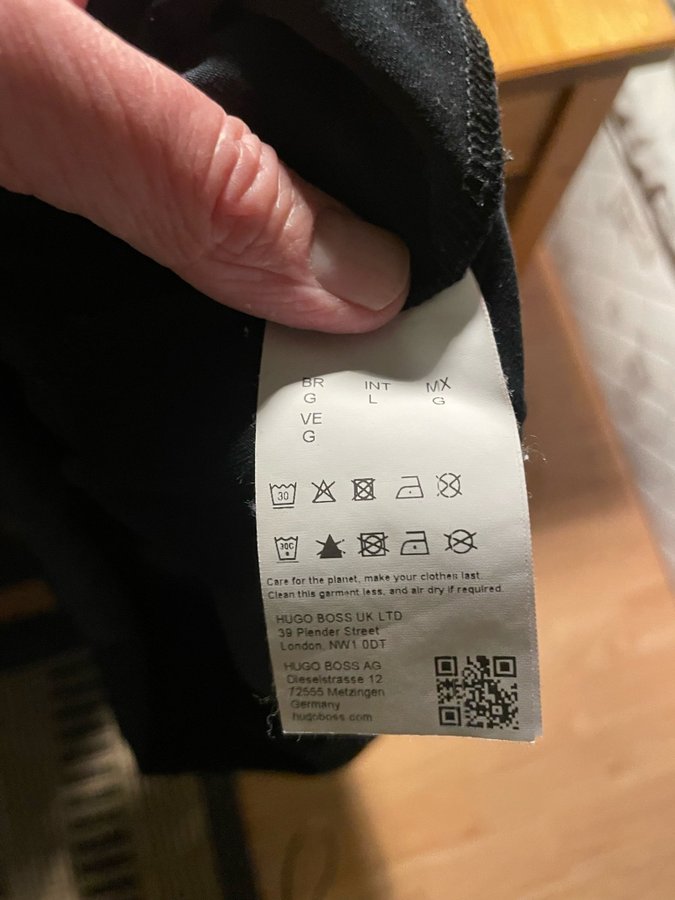 BR INT MX
G L G
VE
G
30
30C
Care for the planet, make your clothes last.
Clean this garment less, and air dry if required.
HUGO BOSS UK LTD
39 Plender Street
London, NW1 0DT
HUGO BOSS AG
Dieselstrasse 12
72555 Metzingen
Germany
hugoboss.com